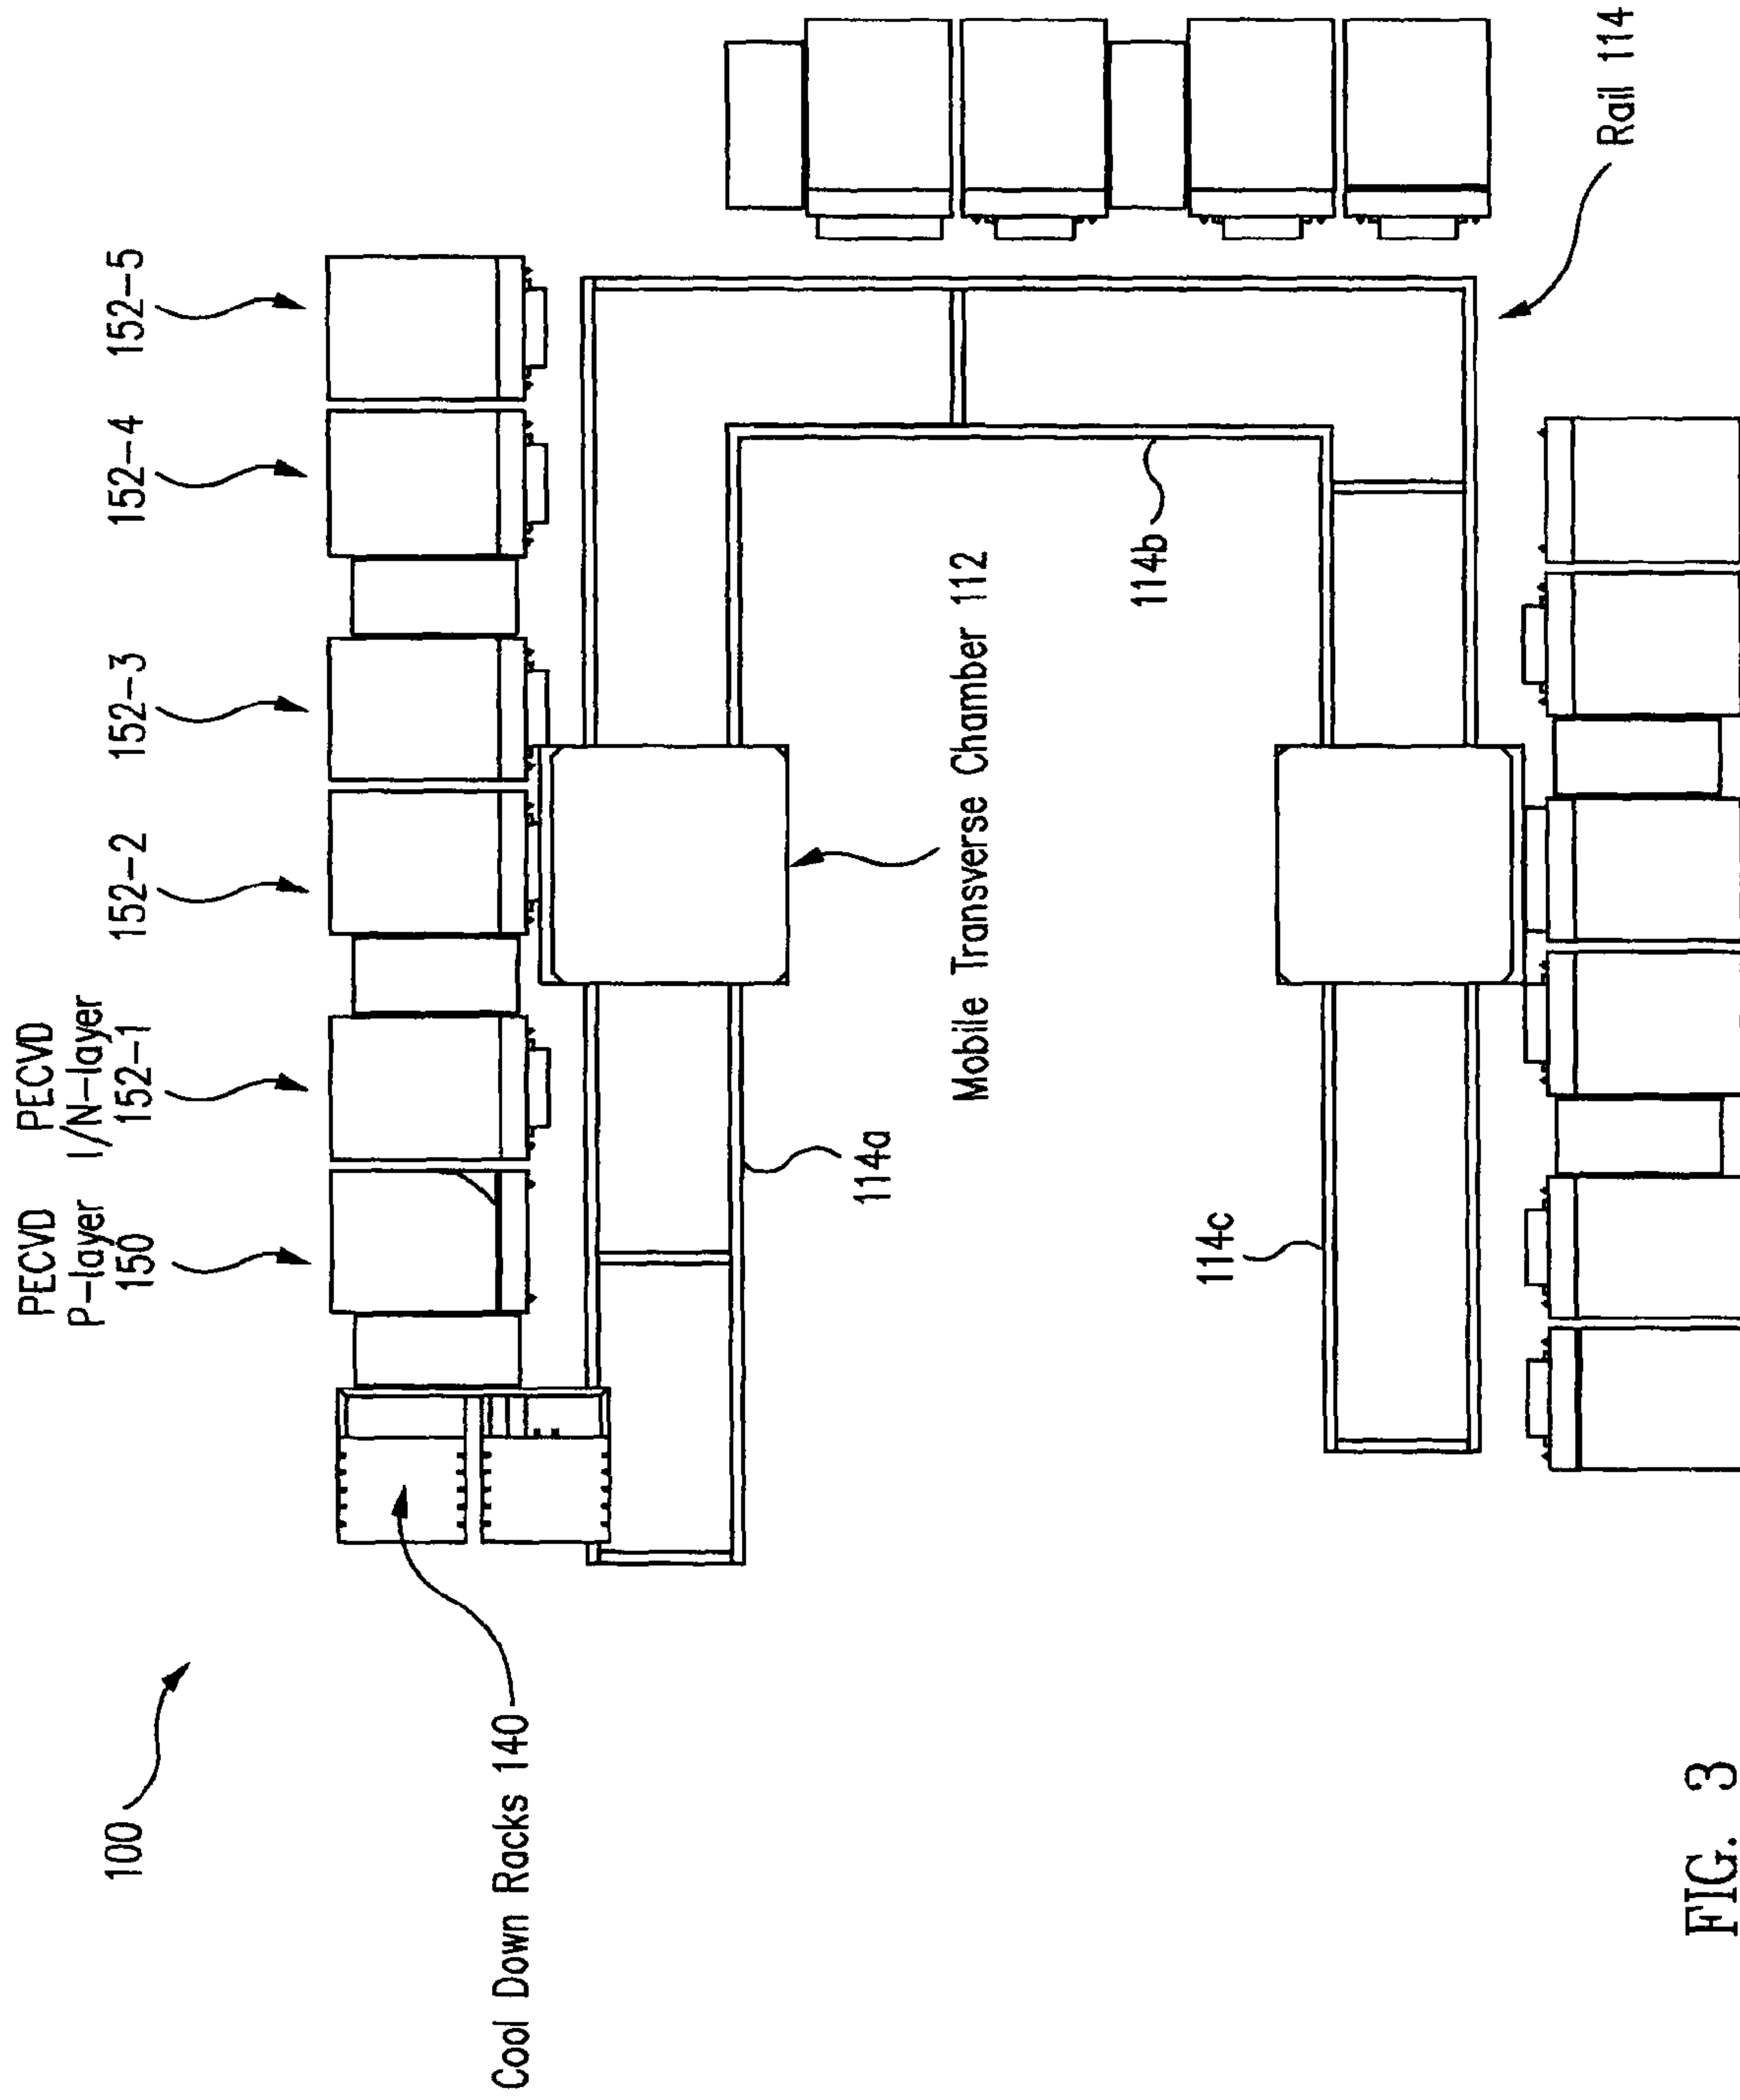 100
Cool Down Racks 140
PECVD
P-layer
150
PECVD
I/N-layer
152-1
152-2
152-3
152-4
152-5
114a
Mobile Transverse Chamber 112
114b
114c
Rail 114
FIG. 3